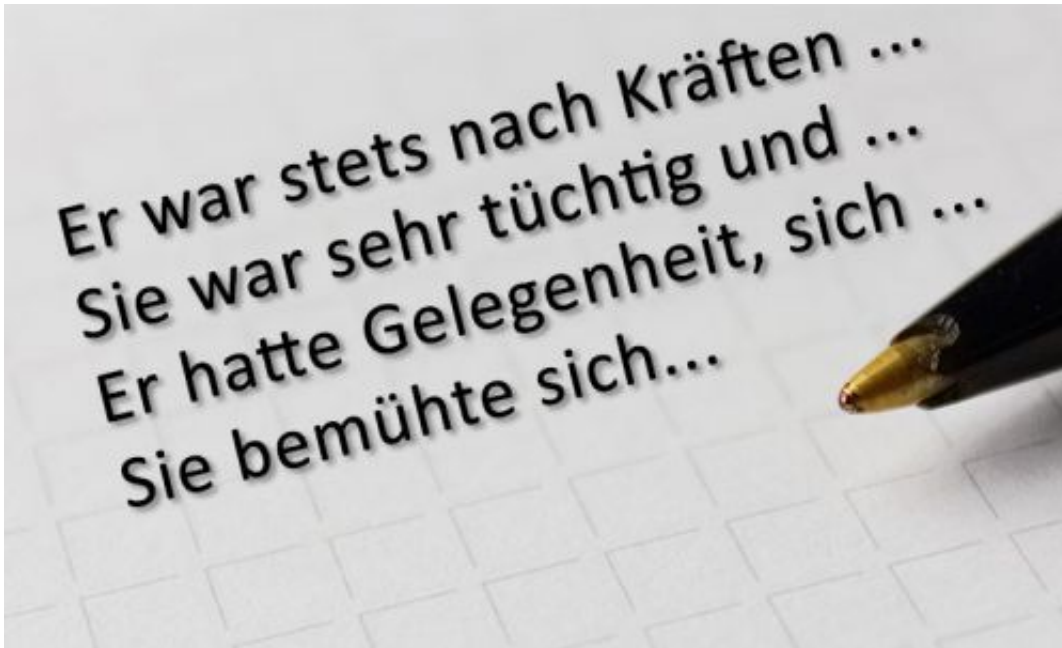 Er war stets nach Kräften ...
Sie war sehr tüchtig und ...
Er hatte Gelegenheit, sich ...
Sie bemühte sich...